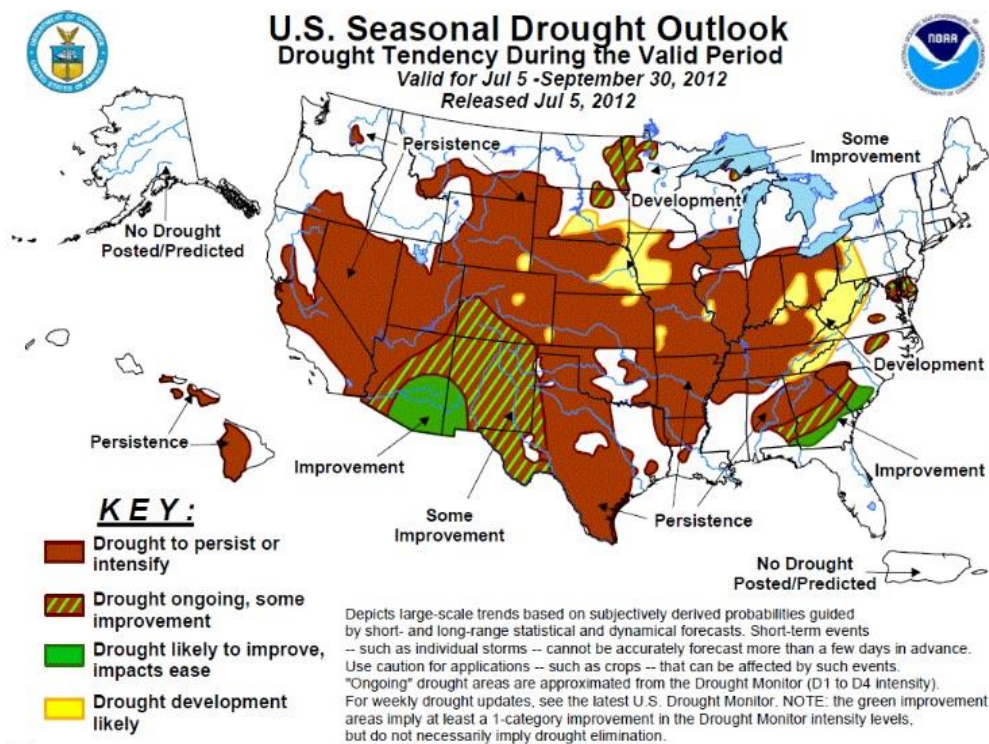 U.S. Seasonal Drought Outlook
Drought Tendency During the Valid Period
Valid for Jul 5 -September 30, 2012
Released Jul 5, 2012
DEPARTMENT OF COMMERCE
UNITED STATES OF AMERICA
NOAA
Persistence
Some
Improvement
Development
No Drought
Posted/Predicted
Development
Persistence
Improvement
Improvement
Some
Improvement
Persistence
No Drought
Posted/Predicted
KEY:
Drought to persist or
intensify
Drought ongoing, some
improvement
Drought likely to improve,
impacts ease
Drought development
likely
Depicts large-scale trends based on subjectively derived probabilities guided
by short- and long-range statistical and dynamical forecasts. Short-term events
-- such as individual storms -- cannot be accurately forecast more than a few days in advance.
Use caution for applications -- such as crops -- that can be affected by such events.
"Ongoing" drought areas are approximated from the Drought Monitor (D1 to D4 intensity).
For weekly drought updates, see the latest U.S. Drought Monitor. NOTE: the green improvement
areas imply at least a 1-category improvement in the Drought Monitor intensity levels,
but do not necessarily imply drought elimination.